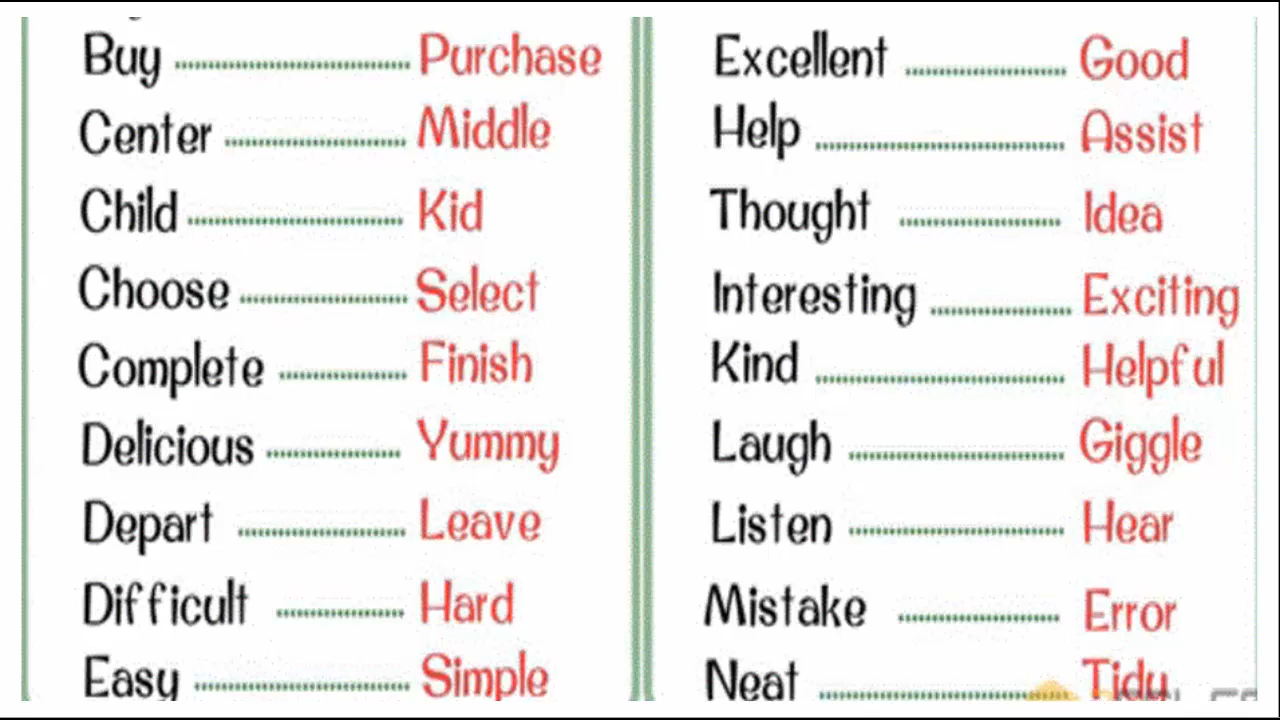 Buy ........ Purchase
Center ........ Middle
Child ........ Kid
Choose ........ Select
Complete ........ Finish
Delicious ........ Yummy
Depart ........ Leave
Difficult ........ Hard
Easy ........ Simple
Excellent ........ Good
Help ........ Assist
Thought ........ Idea
Interesting ........ Exciting
Kind ........ Helpful
Laugh ........ Giggle
Listen ........ Hear
Mistake ........ Error
Neat ........ Tidy